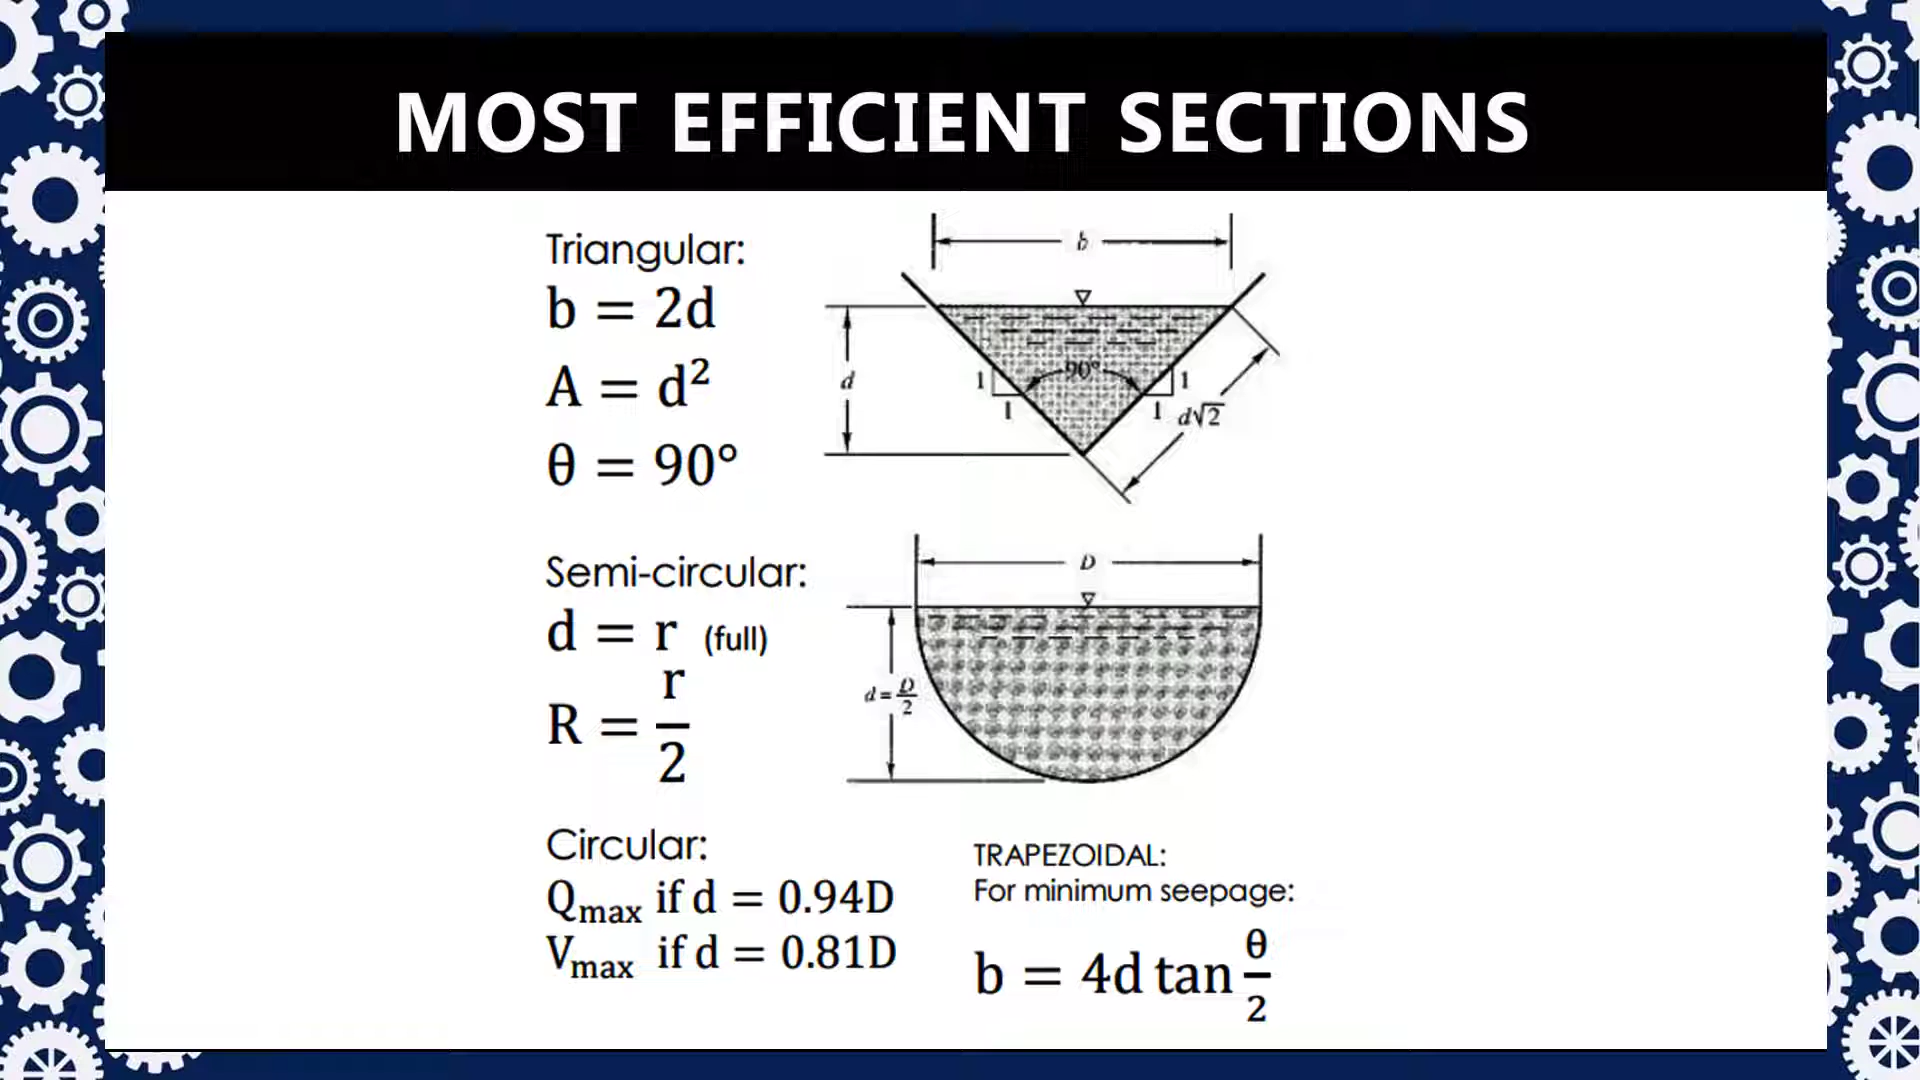 MOST EFFICIENT SECTIONS
Triangular:
b = 2d
A = d²
θ = 90°
b
d
90°
1
1
1
1
d√2
Semi-circular:
d = r (full)
R = r/2
D
d = D/2
Circular:
Qmax if d = 0.94D
Vmax if d = 0.81D
TRAPEZOIDAL:
For minimum seepage:
b = 4d tan θ/2